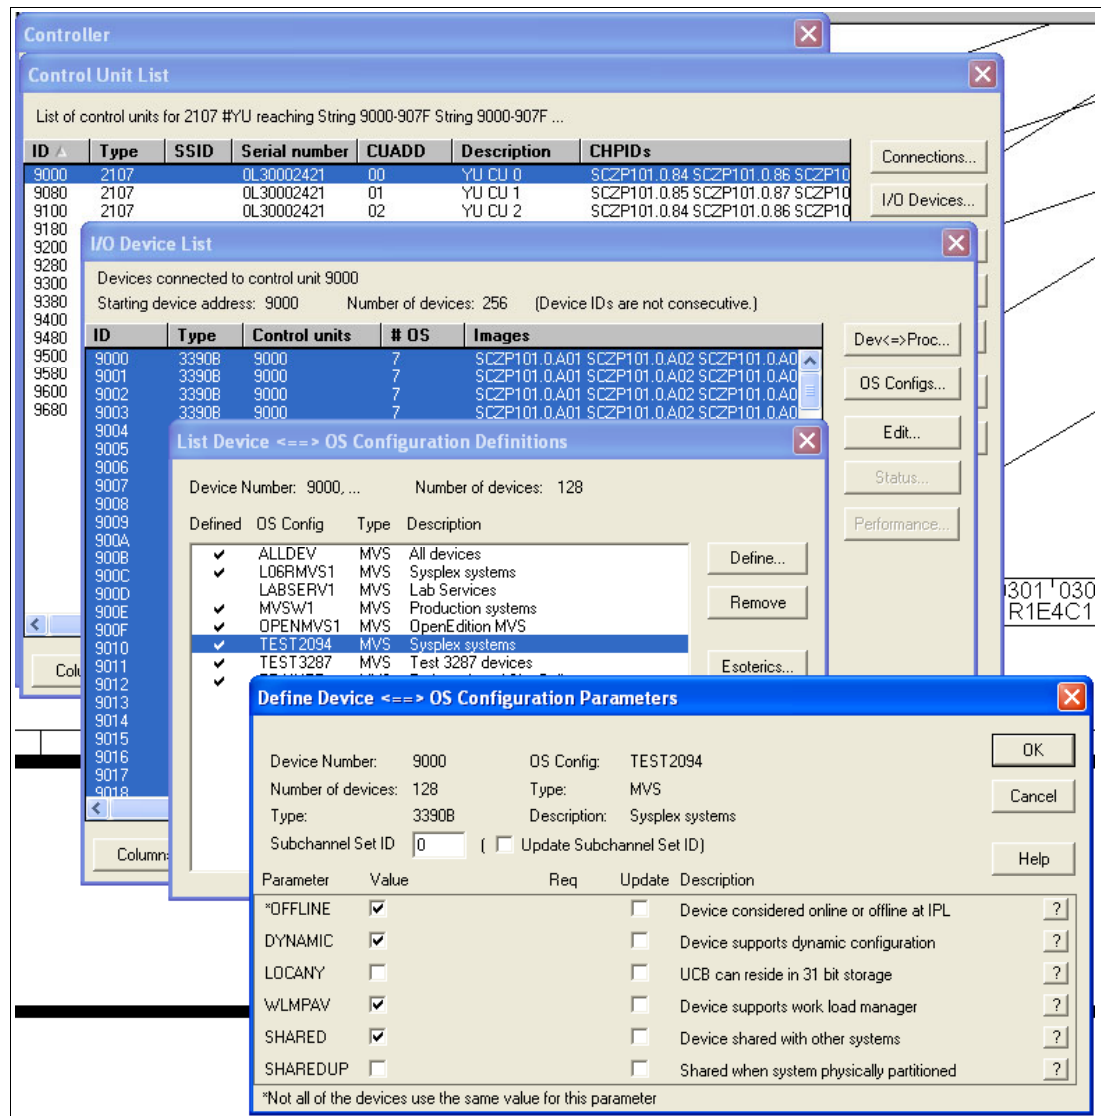 Controller
Control Unit List
List of control units for 2107 #YU reaching String 9000-907F String 9000-907F ...
ID Type SSID Serial number CUADD Description CHPIDs
Connections...
9000 2107 0L30002421 00 YU CU 0 SCZP101.0.84 SCZP101.0.86 SCZP10
9080 2107 0L30002421 01 YU CU 1 SCZP101.0.85 SCZP101.0.87 SCZP10
9100 2107 0L30002421 02 YU CU 2 SCZP101.0.84 SCZP101.0.86 SCZP10
I/O Devices...
9180
9200
9280
9300
9380
9400
9480
9500
9580
9600
9680
I/O Device List
Devices connected to control unit 9000
Starting device address: 9000 Number of devices: 256 (Device IDs are not consecutive.)
ID Type Control units # OS Images
Dev<=>Proc...
9000 3390B 9000 7 SCZP101.0.A01 SCZP101.0.A02 SCZP101.0.A0
9001 3390B 9000 7 SCZP101.0.A01 SCZP101.0.A02 SCZP101.0.A0
9002 3390B 9000 7 SCZP101.0.A01 SCZP101.0.A02 SCZP101.0.A0
9003 3390B 9000 7 SCZP101.0.A01 SCZP101.0.A02 SCZP101.0.A0
OS Configs...
Edit...
Status...
Performance...
9004
9005
9006
9007
9008
9009
900A
900B
900C
900D
900E
900F
9010
9011
9012
9013
9014
9015
9016
9017
9018
0301 030
R1E4C1
List Device <==> OS Configuration Definitions
Device Number: 9000, ... Number of devices: 128
Defined OS Config Type Description
✔ ALLDEV MVS All devices
✔ L06RMVS1 MVS Sysplex systems
LABSERV1 MVS Lab Services
✔ MVSW1 MVS Production systems
✔ OPENMVS1 MVS OpenEdition MVS
✔ TEST2094 MVS Sysplex systems
✔ TEST3287 MVS Test 3287 devices
✔
Define...
Remove
Esoterics...
Define Device <==> OS Configuration Parameters
Device Number: 9000 OS Config: TEST2094
Number of devices: 128 Type: MVS
Type: 3390B Description: Sysplex systems
Subchannel Set ID 0 ( Update Subchannel Set ID)
OK
Cancel
Help
Parameter Value Req Update Description
*OFFLINE Device considered online or offline at IPL ?
DYNAMIC Device supports dynamic configuration ?
LOCANY UCB can reside in 31 bit storage ?
WLMPAV Device supports work load manager ?
SHARED Device shared with other systems ?
SHAREDUP Shared when system physically partitioned ?
*Not all of the devices use the same value for this parameter